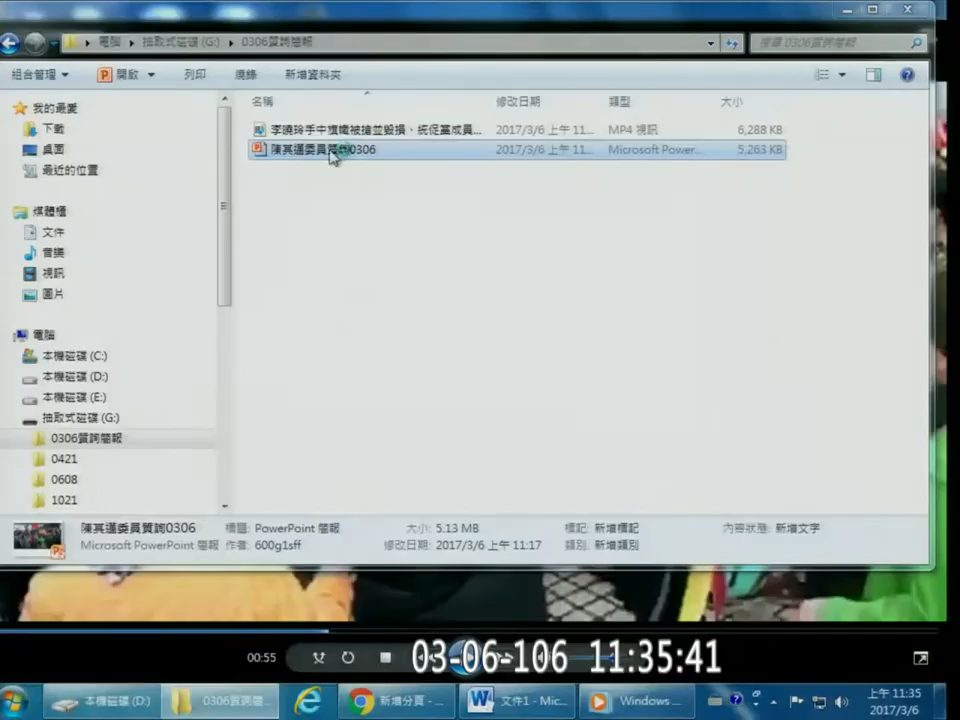 電腦 ▸ 抽取式磁碟 (G:) ▸ 0306質詢簡報
搜尋 0306質詢簡報
組合管理 開啟 列印 燒錄 新增資料夾
名稱 修改日期 類型 大小
李曉玲手中旗幟被搶並毀損、統促黨成員... 2017/3/6 上午 11... MP4 視訊 6,288 KB
陳其邁委員質詢0306 2017/3/6 上午 11... Microsoft Power... 5,263 KB
我的最愛
下載
桌面
最近的位置
媒體櫃
文件
音樂
視訊
圖片
電腦
本機磁碟 (C:)
本機磁碟 (D:)
本機磁碟 (E:)
抽取式磁碟 (G:)
0306質詢簡報
0421
0608
1021
陳其邁委員質詢0306 標題: PowerPoint 簡報 大小: 5.13 MB 標記: 新增標記 內容狀態: 新增文字
Microsoft PowerPoint 簡報 作者: 600g1sff 修改日期: 2017/3/6 上午 11:17 類別: 新增類別
00:55
03-06-106 11:35:41
本機磁碟 (D:) 0306質詢簡... 新增分頁 - ... 文件1 - Mic... Windows ...
上午 11:35
2017/3/6